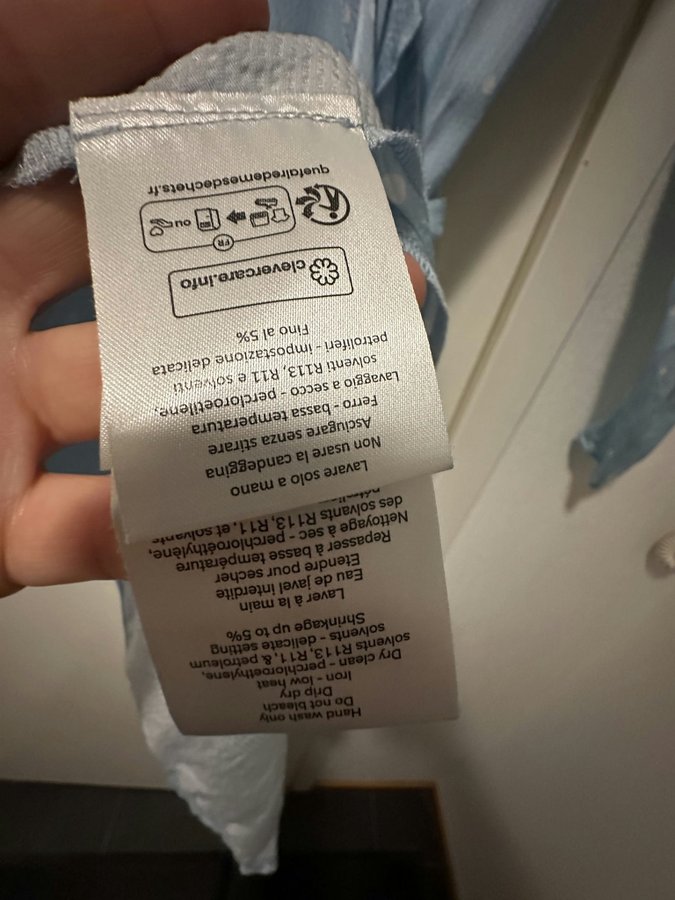 Hand wash only
Do not bleach
Drip dry
Iron - low heat
Dry clean - perchloroethylene,
solvents R113, R11 & petroleum
solvents - delicate setting
Shrinkage up to 5%
Laver à la main
Eau de javel interdite
Etendre pour secher
Repasser à basse température
Nettoyage à sec - perchloroéthylène,
des solvants R113, R11, et solvants
Lavare solo a mano
Non usare la candeggina
Asciugare senza stirare
Ferro - bassa temperatura
Lavaggio a secco - percloroetilene,
solventi R113, R11 e solventi
petroliferi - impostazione delicata
Fino al 5%
clevercare.info
FR
ou
quefairedemesdechets.fr